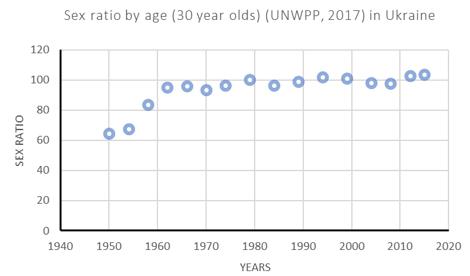 Sex ratio by age (30 year olds) (UNWPP, 2017) in Ukraine
120
100
80
60
40
20
0
SEX RATIO
1940 1950 1960 1970 1980 1990 2000 2010 2020
YEARS